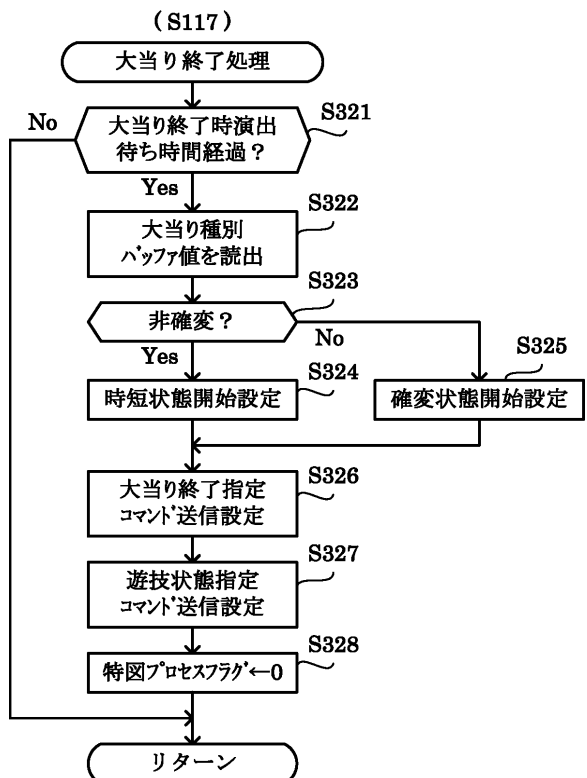 (S117)
大当り終了処理
S321
No
大当り終了時演出
待ち時間経過？
Yes
S322
大当り種別
バッファ値を読出
S323
非確変？
No
Yes
S324
時短状態開始設定
S325
確変状態開始設定
S326
大当り終了指定
コマンド送信設定
S327
遊技状態指定
コマンド送信設定
S328
特図プロセスフラグ←0
リターン